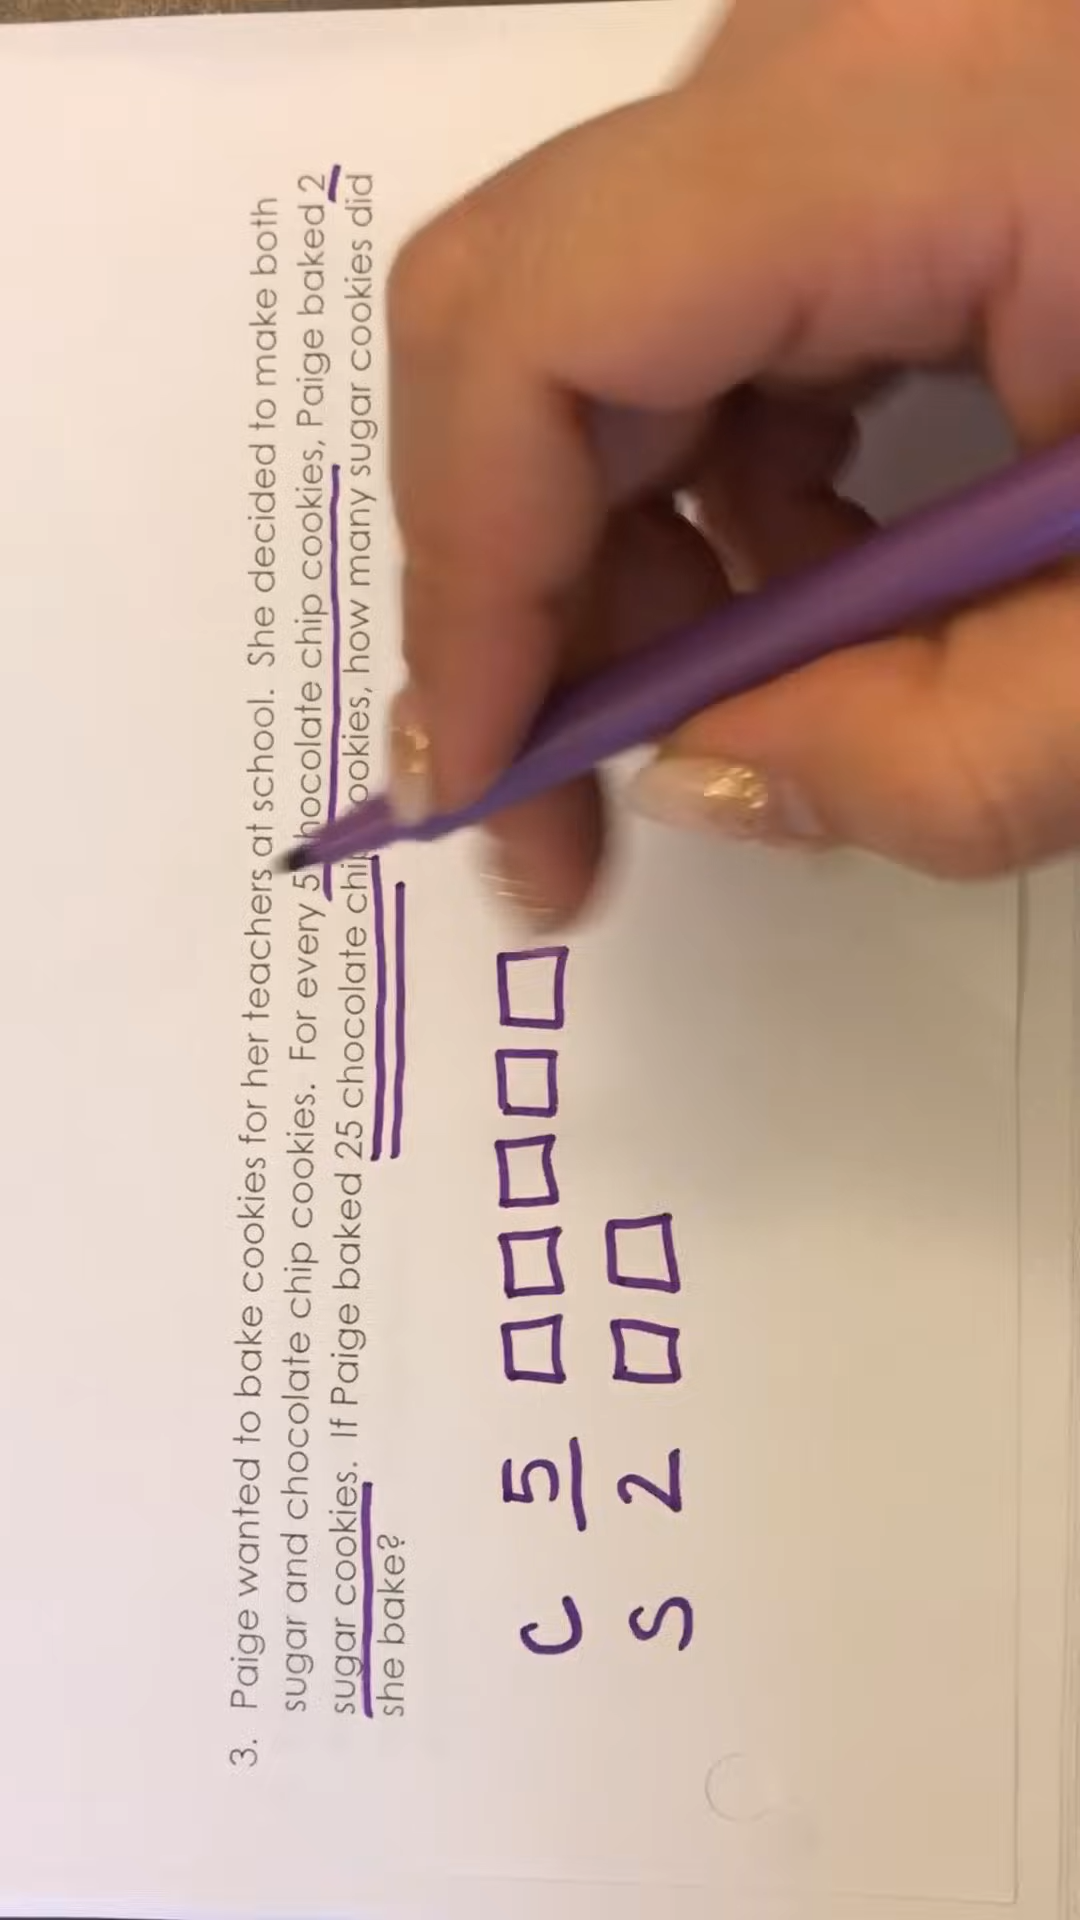 3. Paige wanted to bake cookies for her teachers at school. She decided to make both
sugar and chocolate chip cookies. For every 5 chocolate chip cookies, Paige baked 2
sugar cookies. If Paige baked 25 chocolate chip cookies, how many sugar cookies did
she bake?
C 5
S 2